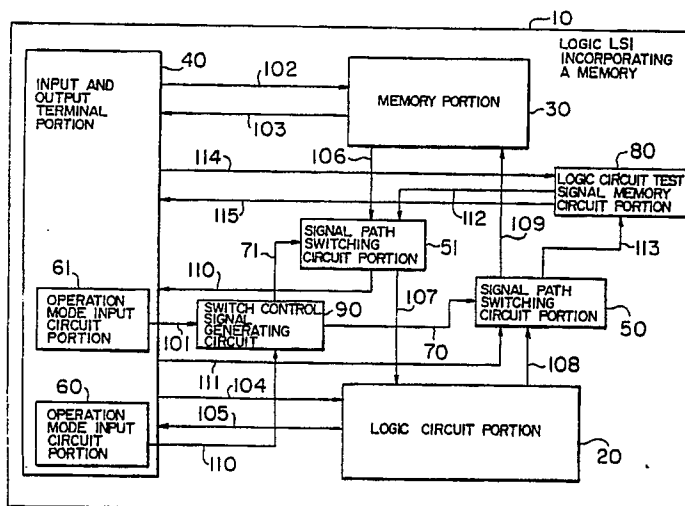 10
LOGIC LSI
INCORPORATING
A MEMORY
40
INPUT AND
OUTPUT
TERMINAL
PORTION
102
103
MEMORY PORTION
30
106
114
115
80
LOGIC CIRCUIT TEST
SIGNAL MEMORY
CIRCUIT PORTION
112
109
113
71
SIGNAL PATH
SWITCHING
CIRCUIT PORTION
51
110
107
61
OPERATION
MODE INPUT
CIRCUIT
PORTION
101
90
SWITCH CONTROL
SIGNAL
GENERATING
CIRCUIT
70
SIGNAL PATH
SWITCHING
CIRCUIT PORTION
50
111
104
108
60
OPERATION
MODE INPUT
CIRCUIT
PORTION
105
110
LOGIC CIRCUIT PORTION
20